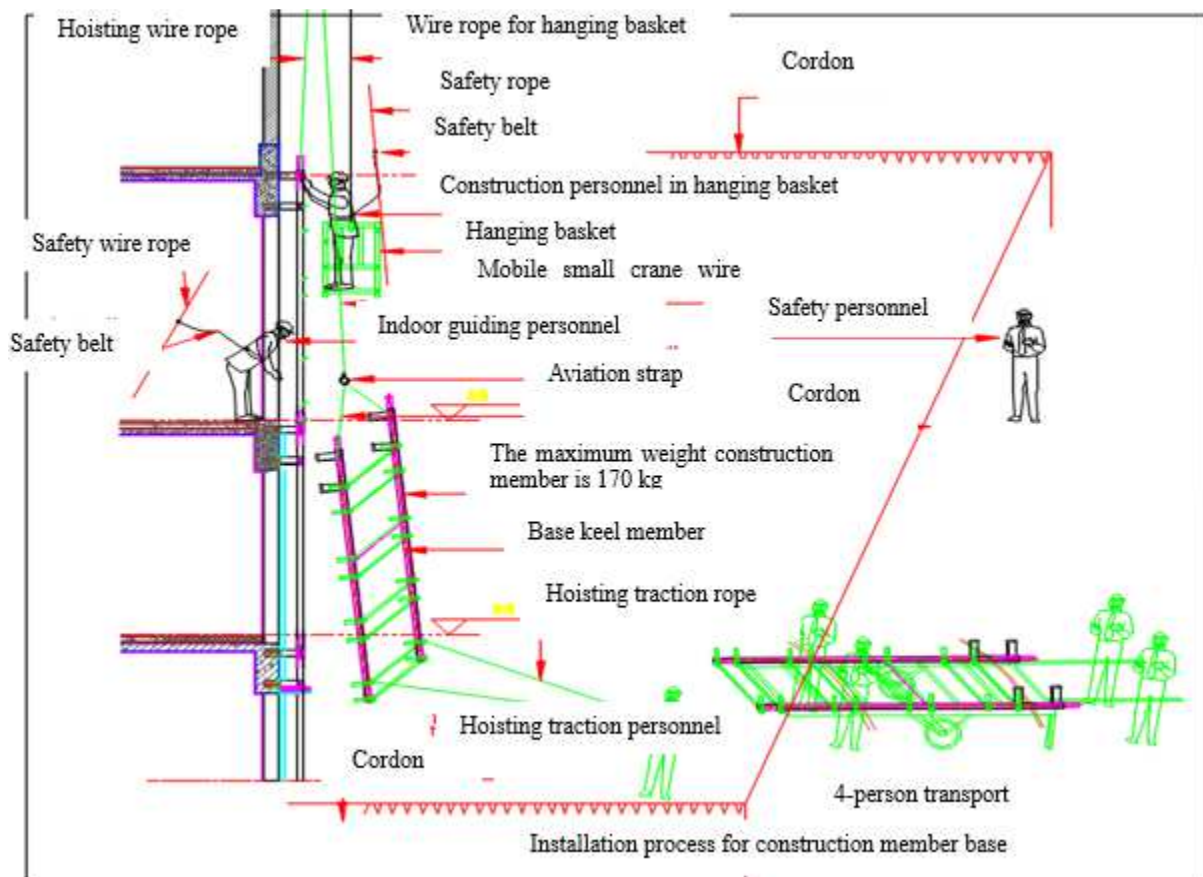 Hoisting wire rope
Wire rope for hanging basket
Cordon
Safety rope
Safety belt
Construction personnel in hanging basket
Hanging basket
Safety wire rope
Mobile small crane wire
Safety personnel
Indoor guiding personnel
Safety belt
Aviation strap
Cordon
The maximum weight construction
member is 170 kg
Base keel member
Hoisting traction rope
Hoisting traction personnel
Cordon
4-person transport
Installation process for construction member base